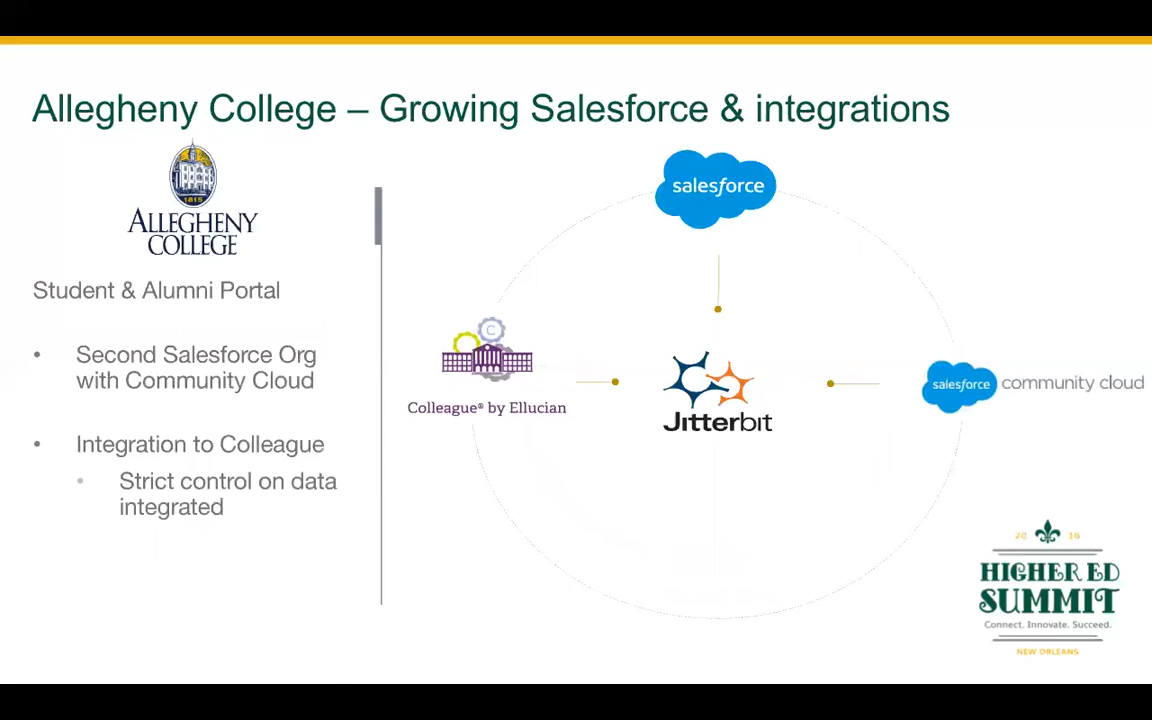 Allegheny College – Growing Salesforce & integrations
1815
ALLEGHENY
COLLEGE
Student & Alumni Portal
• Second Salesforce Org
with Community Cloud
• Integration to Colleague
• Strict control on data
integrated
salesforce
C
Colleague® by Ellucian
Jitterbit
salesforce community cloud
2016
HIGHER ED
SUMMIT
Connect. Innovate. Succeed.
NEW ORLEANS